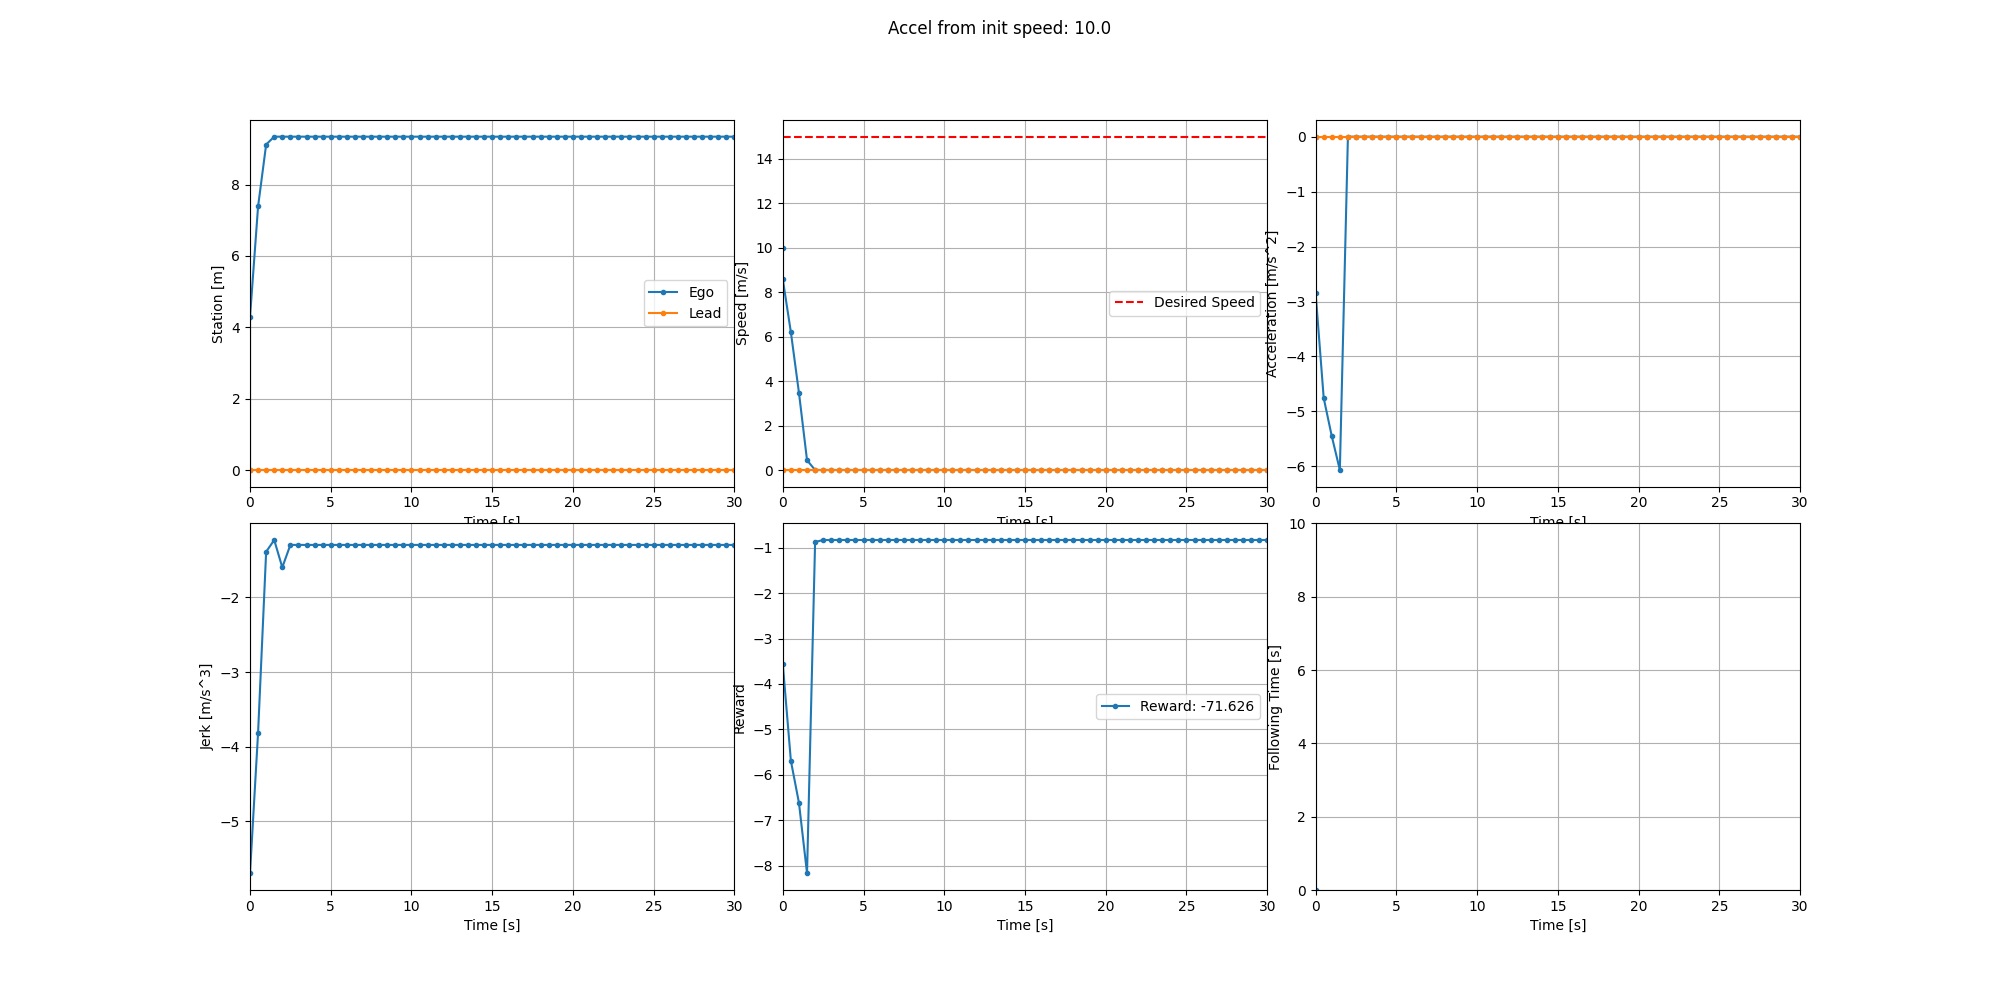 Accel from init speed: 10.0
Station [m]
8
6
4
2
0
Ego
Lead
0 5 10 15 20 25 30
Time [s]
Speed [m/s]
14
12
10
8
6
4
2
0
Desired Speed
0 5 10 15 20 25 30
Time [s]
Acceleration [m/s^2]
0
−1
−2
−3
−4
−5
−6
0 5 10 15 20 25 30
Time [s]
Jerk [m/s^3]
−2
−3
−4
−5
0 5 10 15 20 25 30
Time [s]
Reward
−1
−2
−3
−4
−5
−6
−7
−8
Reward: -71.626
0 5 10 15 20 25 30
Time [s]
Following Time [s]
10
8
6
4
2
0
0 5 10 15 20 25 30
Time [s]